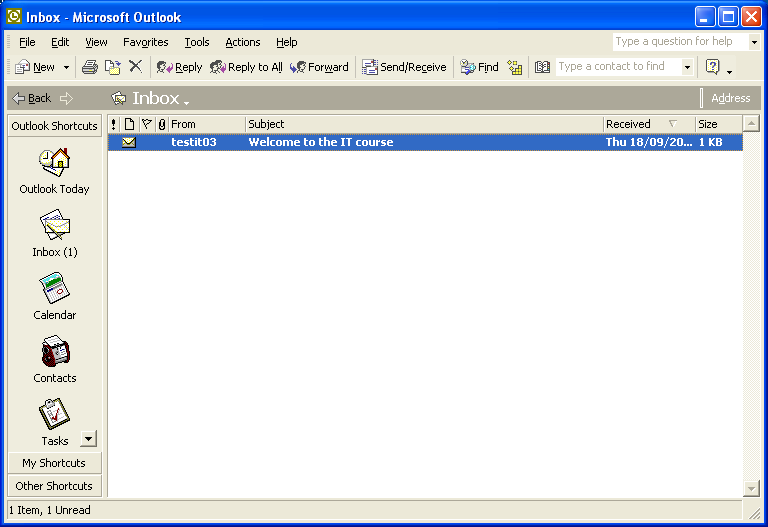 Inbox - Microsoft Outlook
File Edit View Favorites Tools Actions Help Type a question for help
New Reply Reply to All Forward Send/Receive Find Type a contact to find
Back Inbox Address
Outlook Shortcuts ! From Subject Received Size
testit03 Welcome to the IT course Thu 18/09/20... 1 KB
Outlook Today
Inbox (1)
Calendar
Contacts
Tasks
My Shortcuts
Other Shortcuts
1 Item, 1 Unread